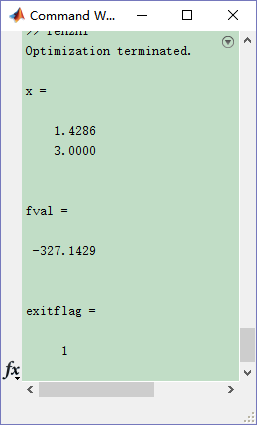 Command W...
Optimization terminated.
x =
1.4286
3.0000
fval =
-327.1429
exitflag =
1
fx